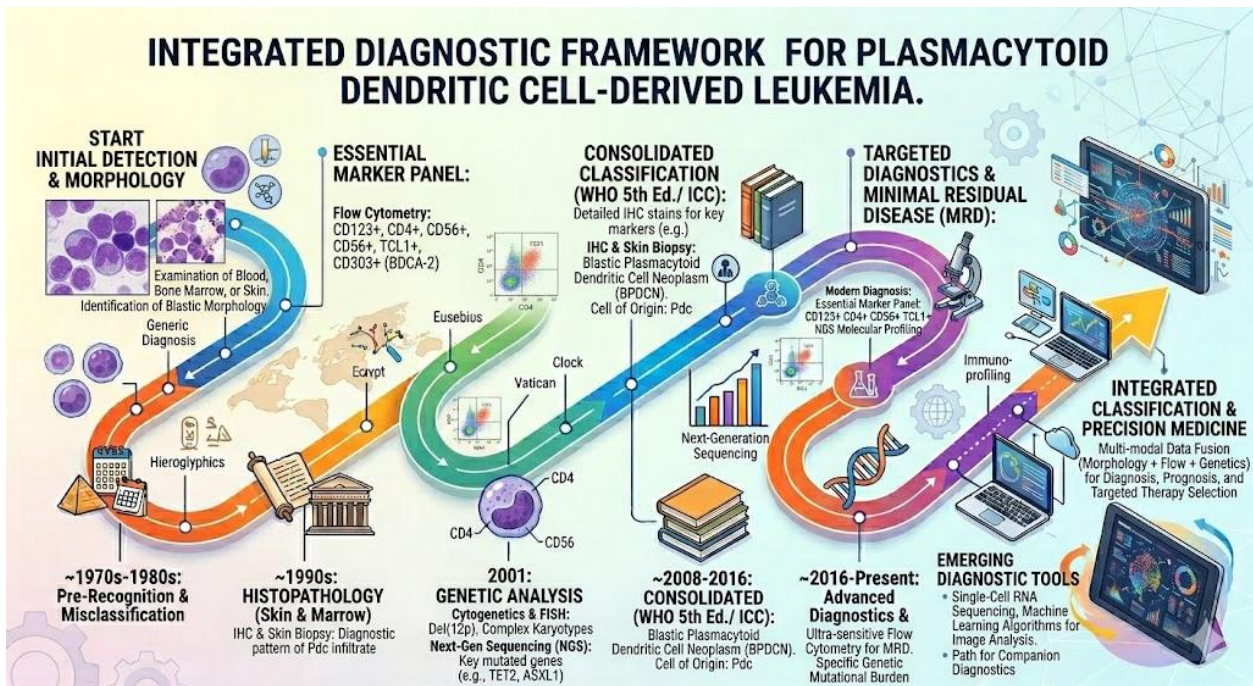 INTEGRATED DIAGNOSTIC FRAMEWORK FOR PLASMACYTOID
DENDRITIC CELL-DERIVED LEUKEMIA.
START
INITIAL DETECTION
& MORPHOLOGY
Examination of Blood,
Bone Marrow, or Skin,
Identification of Blastic Morphology
Generic
Diagnosis
ESSENTIAL
MARKER PANEL:
Flow Cytometry:
CD123+, CD4+, CD56+,
CD56+, TCL1+,
CD303+ (BDCA-2)
CD4
CONSOLIDATED
CLASSIFICATION
(WHO 5th Ed./ ICC):
Detailed IHC stains for key
markers (e.g.)
IHC & Skin Biopsy:
Blastic Plasmacytoid
Dendritic Cell Neoplasm
(BPDCN).
Cell of Origin: Pdc
TARGETED
DIAGNOSTICS &
MINIMAL RESIDUAL
DISEASE (MRD):
Modern Diagnosis:
Essential Marker Panel:
CD123+ CD4+ CD56+ TCL1+
NGS Molecular Profiling
Hieroglyphics
Egypt
Eusebius
Vatican
Clock
CD4
CD4
CD56
Next-Generation
Sequencing
Immuno-
profiling
INTEGRATED
CLASSIFICATION &
PRECISION MEDICINE
Multi-modal Data Fusion
(Morphology + Flow + Genetics)
for Diagnosis, Prognosis, and
Targeted Therapy Selection
~1970s-1980s:
Pre-Recognition &
Misclassification
~1990s:
HISTOPATHOLOGY
(Skin & Marrow)
IHC & Skin Biopsy: Diagnostic
pattern of Pdc infiltrate
2001:
GENETIC ANALYSIS
Cytogenetics & FISH:
Del(12p), Complex Karyotypes
Next-Gen Sequencing (NGS):
Key mutated genes
(e.g., TET2, ASXL1)
~2008-2016:
CONSOLIDATED
(WHO 5th Ed./ ICC):
Blastic Plasmacytoid
Dendritic Cell Neoplasm (BPDCN).
Cell of Origin: Pdc
~2016-Present:
Advanced
Diagnostics &
Ultra-sensitive Flow
Cytometry for MRD.
Specific Genetic
Mutational Burden
EMERGING
DIAGNOSTIC TOOLS
• Single-Cell RNA
Sequencing, Machine
Learning Algorithms for
Image Analysis.
• Path for Companion
Diagnostics